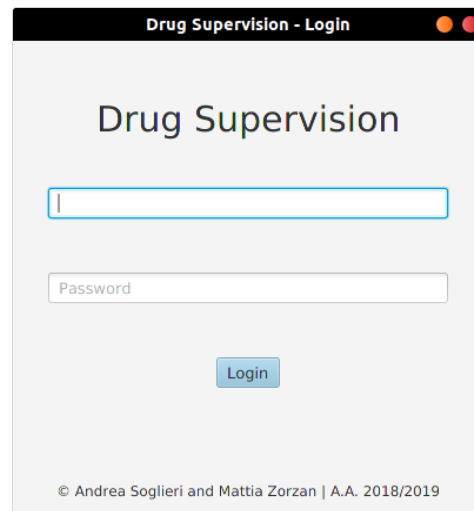 Drug Supervision - Login
Drug Supervision
Password
Login
© Andrea Soglieri and Mattia Zorzan | A.A. 2018/2019